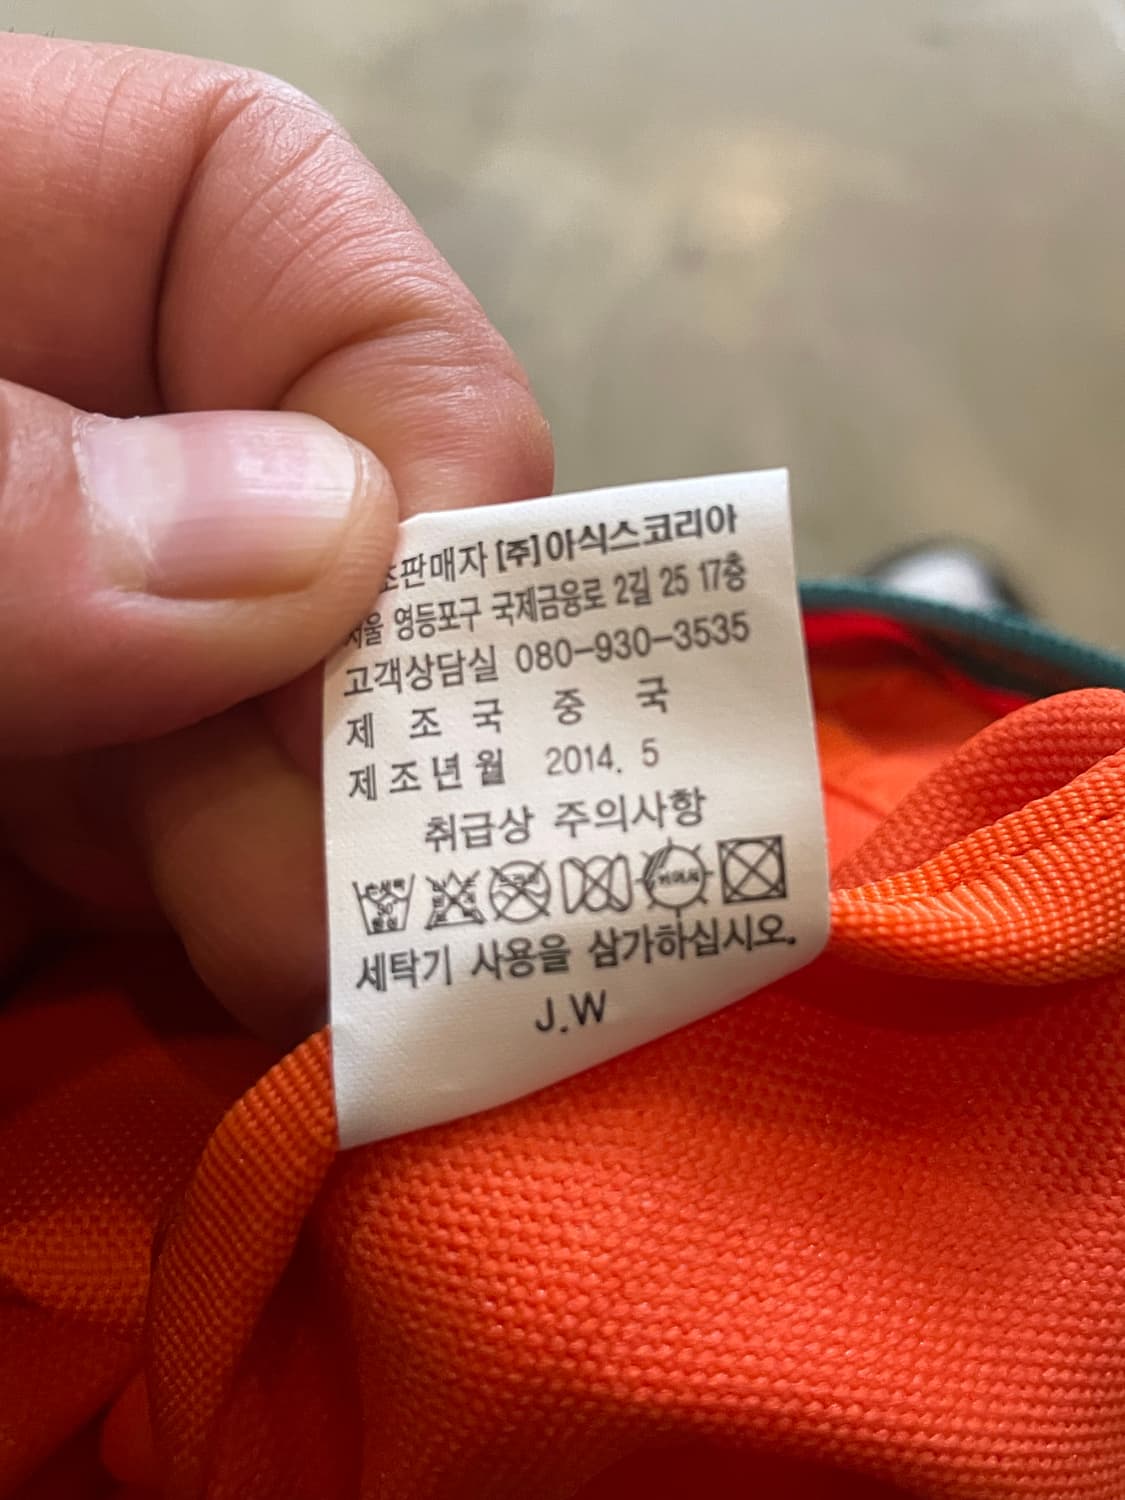 판매자 [주]아식스코리아
서울 영등포구 국제금융로 2길 25 17층
고객상담실 080-930-3535
제 조 국 중 국
제조년월 2014. 5
취급상 주의사항
세탁기 사용을 삼가하십시오.
J.W